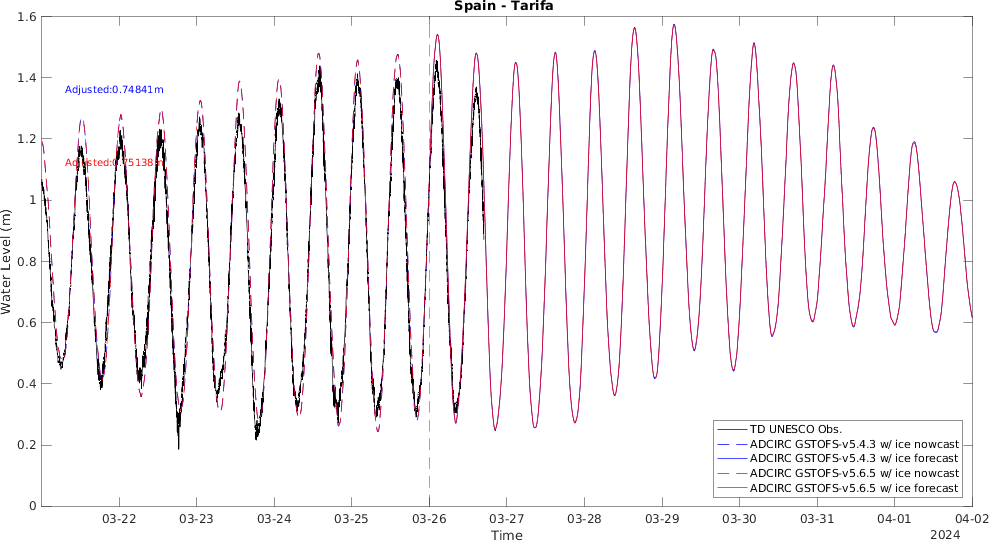 Spain - Tarifa
1.6
1.4
1.2
1
0.8
0.6
0.4
0.2
0
Water Level (m)
Adjusted:0.74841m
Adjusted:0.75138m
TD UNESCO Obs.
ADCIRC GSTOFS-v5.4.3 w/ ice nowcast
ADCIRC GSTOFS-v5.4.3 w/ ice forecast
ADCIRC GSTOFS-v5.6.5 w/ ice nowcast
ADCIRC GSTOFS-v5.6.5 w/ ice forecast
03-22 03-23 03-24 03-25 03-26 03-27 03-28 03-29 03-30 03-31 04-01 04-02
Time
2024